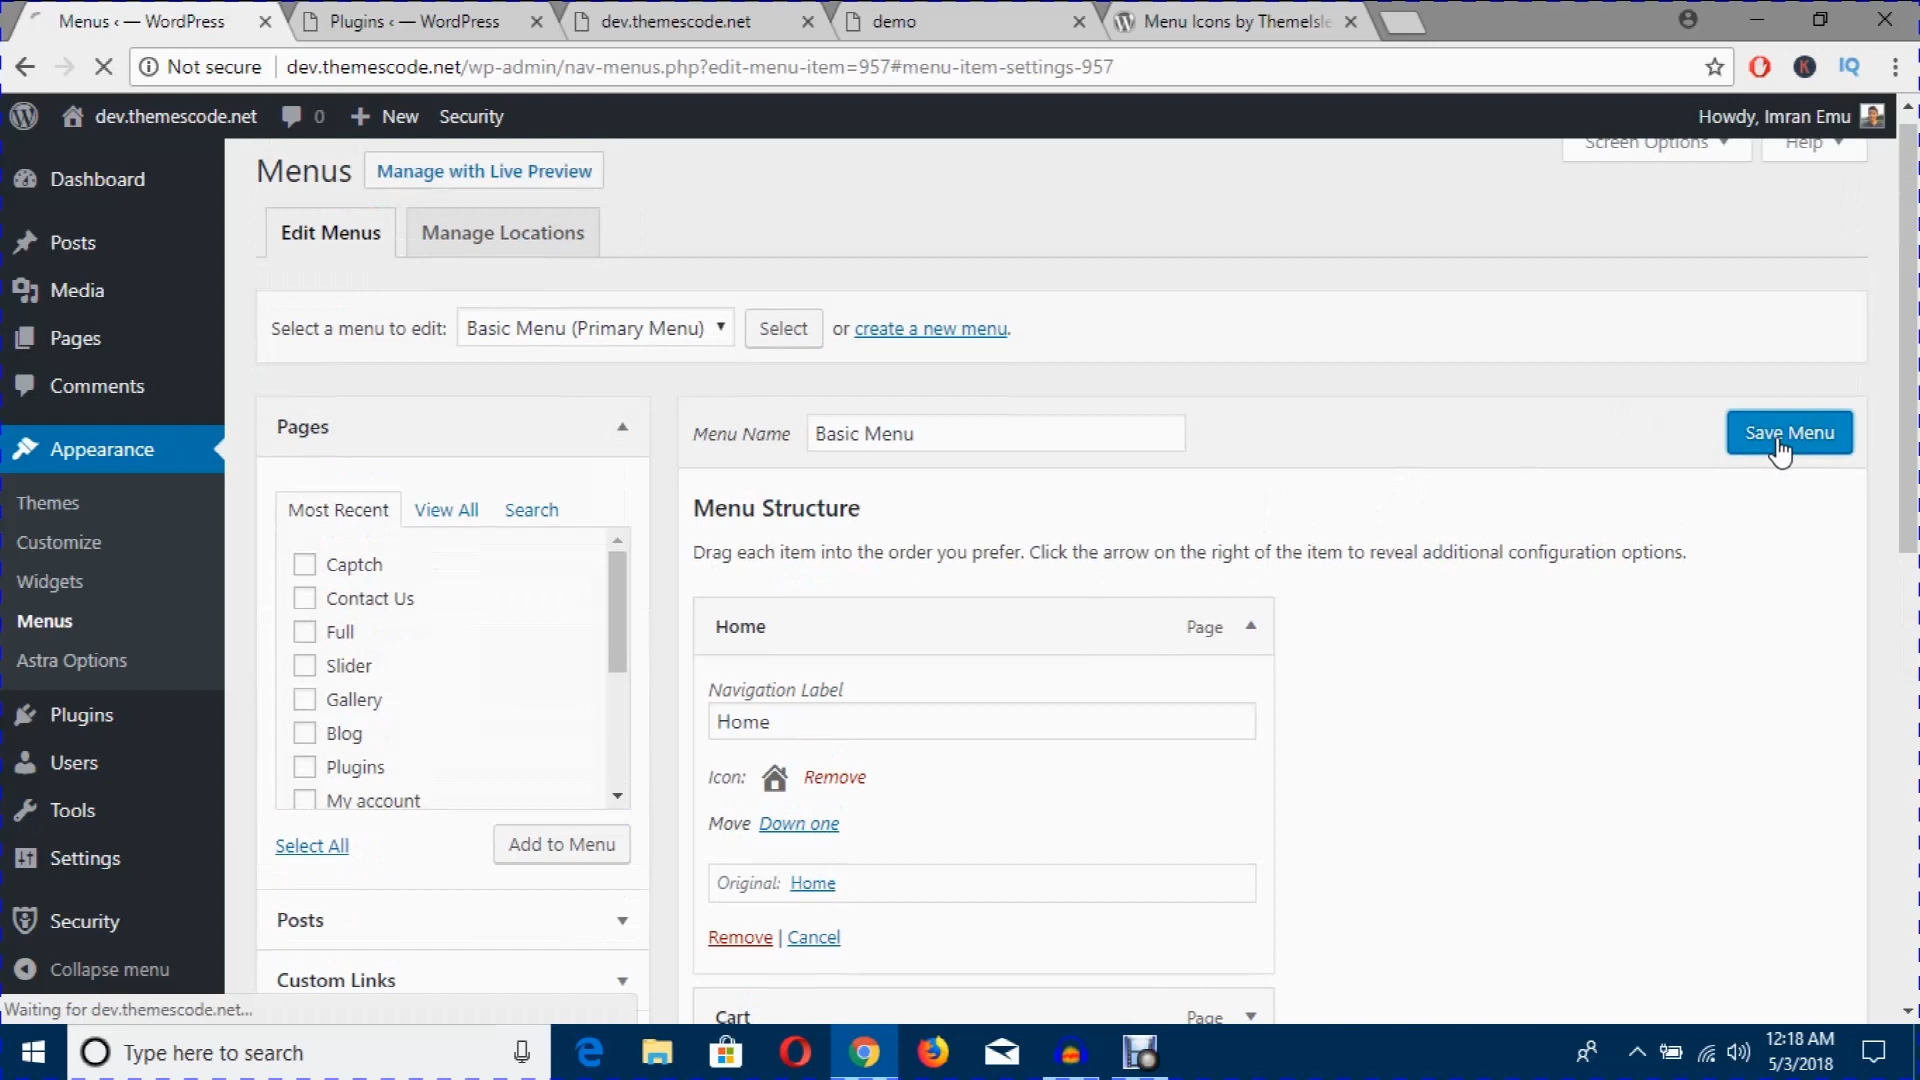 Menus ‹ — WordPress
Plugins ‹ — WordPress
dev.themescode.net
demo
Menu Icons by ThemeIsle
Not secure
dev.themescode.net/wp-admin/nav-menus.php?edit-menu-item=957#menu-item-settings-957
K
IQ
dev.themescode.net
0
New
Security
Howdy, Imran Emu
Dashboard
Posts
Media
Pages
Comments
Appearance
Themes
Customize
Widgets
Menus
Astra Options
Plugins
Users
Tools
Settings
Security
Collapse menu
Screen Options
Help
Menus
Manage with Live Preview
Edit Menus
Manage Locations
Select a menu to edit:
Basic Menu (Primary Menu)
Select
or create a new menu.
Pages
Most Recent
View All
Search
Captch
Contact Us
Full
Slider
Gallery
Blog
Plugins
My account
Select All
Add to Menu
Posts
Custom Links
Menu Name
Basic Menu
Save Menu
Menu Structure
Drag each item into the order you prefer. Click the arrow on the right of the item to reveal additional configuration options.
Home
Page
Navigation Label
Home
Icon:
Remove
Move Down one
Original: Home
Remove | Cancel
Cart
Page
Waiting for dev.themescode.net...
Type here to search
12:18 AM
5/3/2018